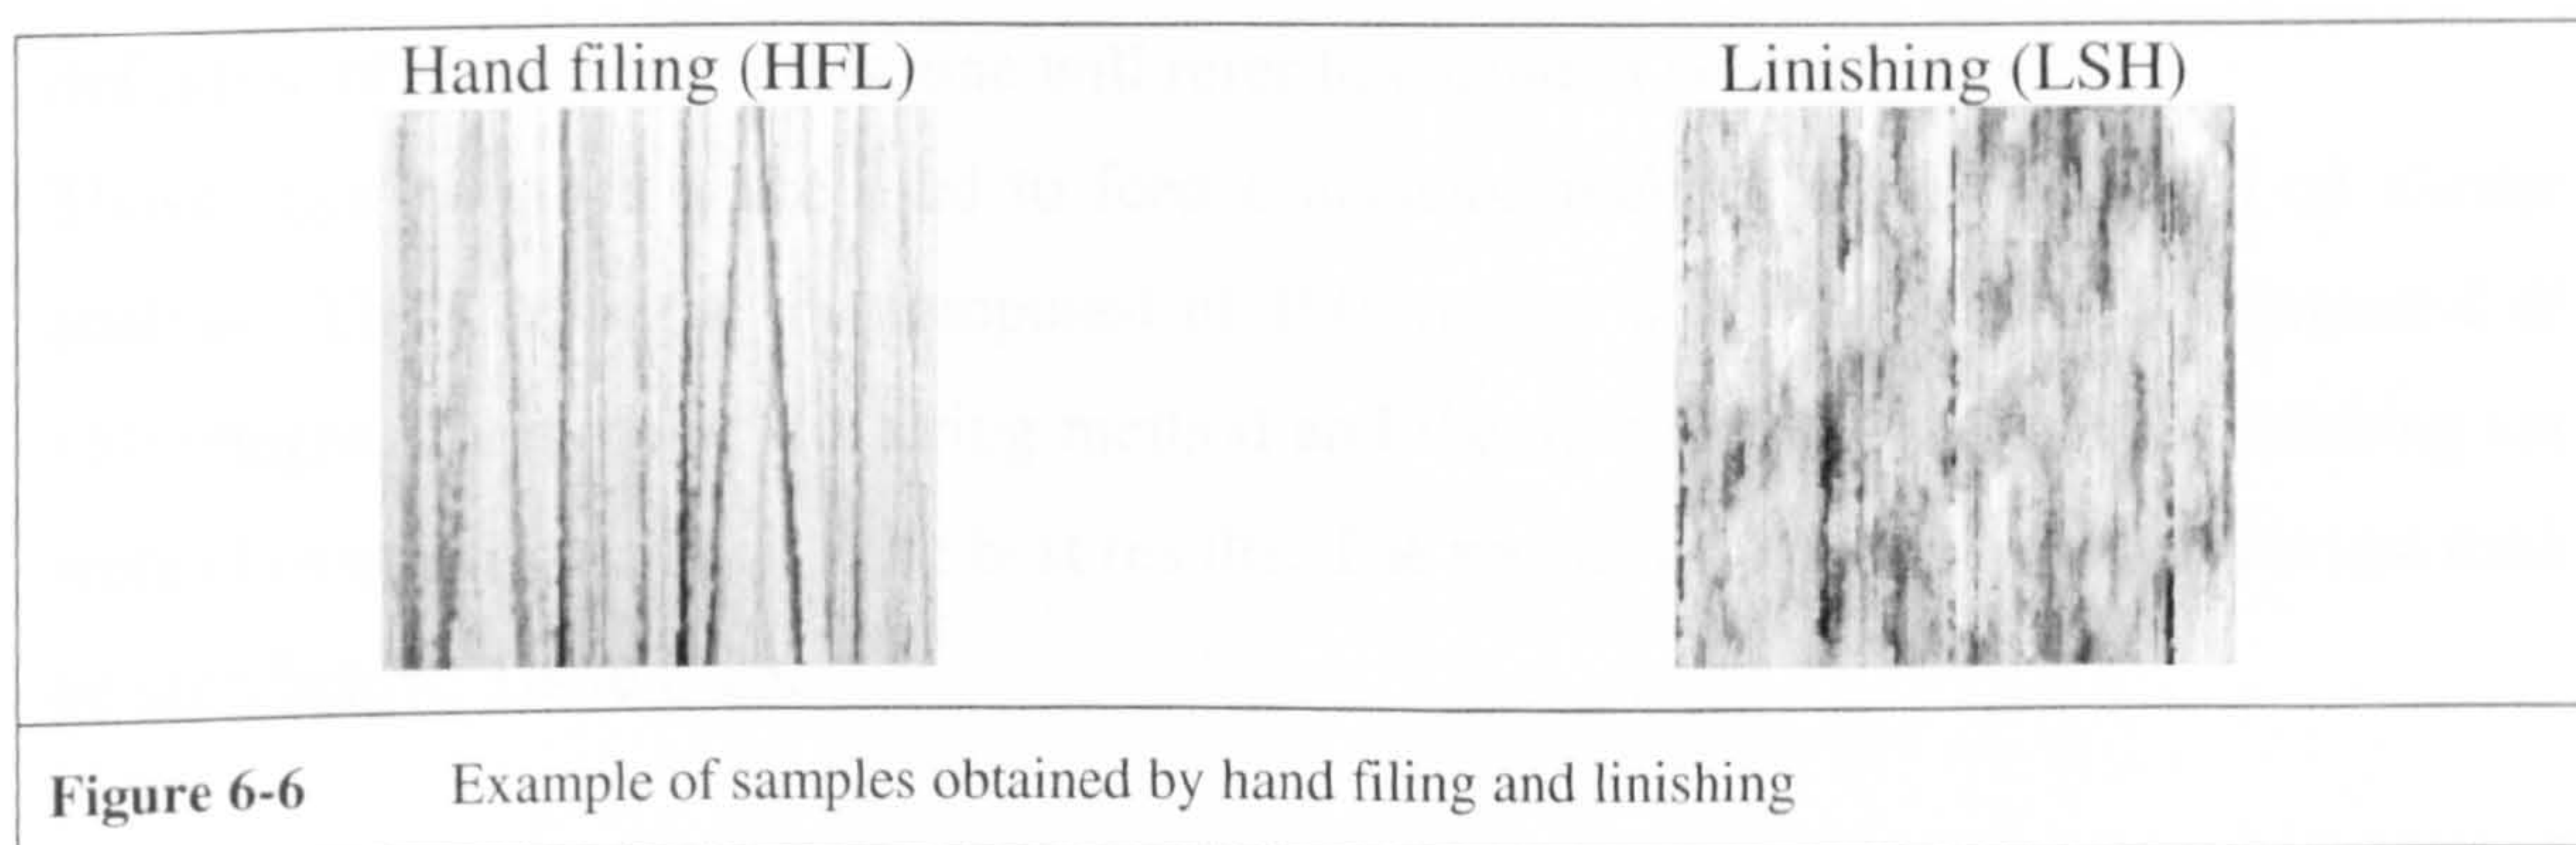 Hand filing (HFL) Linishing (LSH)
Figure 6-6 Example of samples obtained by hand filing and linishing